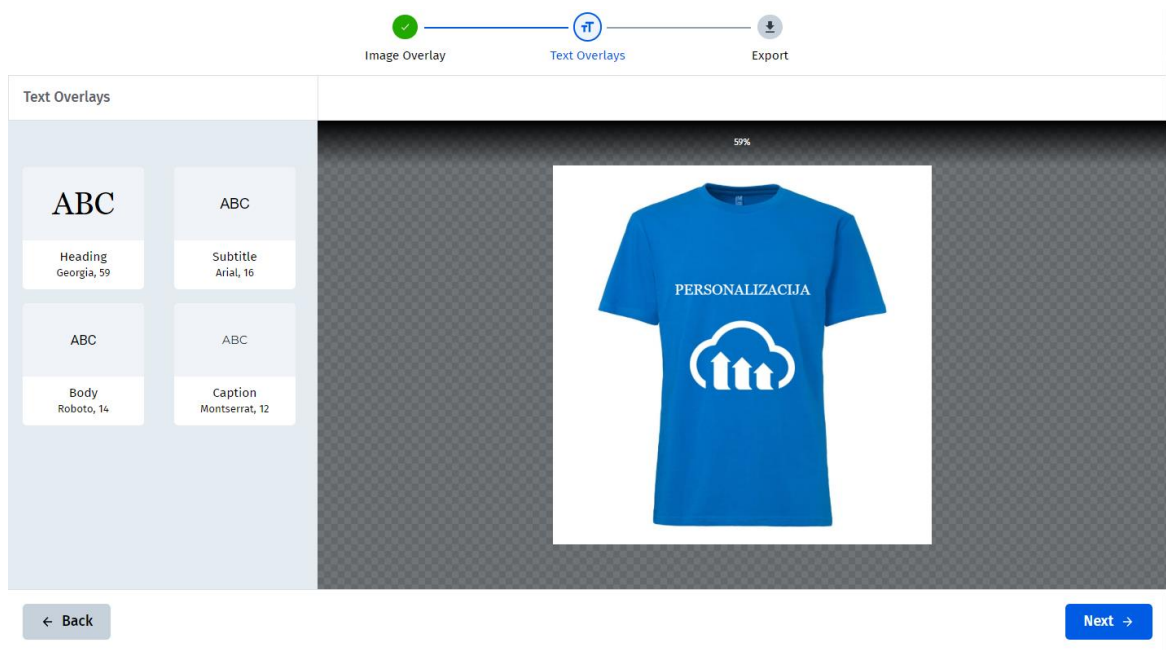 Image Overlay
Text Overlays
Export
Text Overlays
59%
ABC
Heading
Georgia, 59
ABC
Subtitle
Arial, 16
ABC
Body
Roboto, 14
ABC
Caption
Montserrat, 12
PERSONALIZACIJA
← Back
Next →